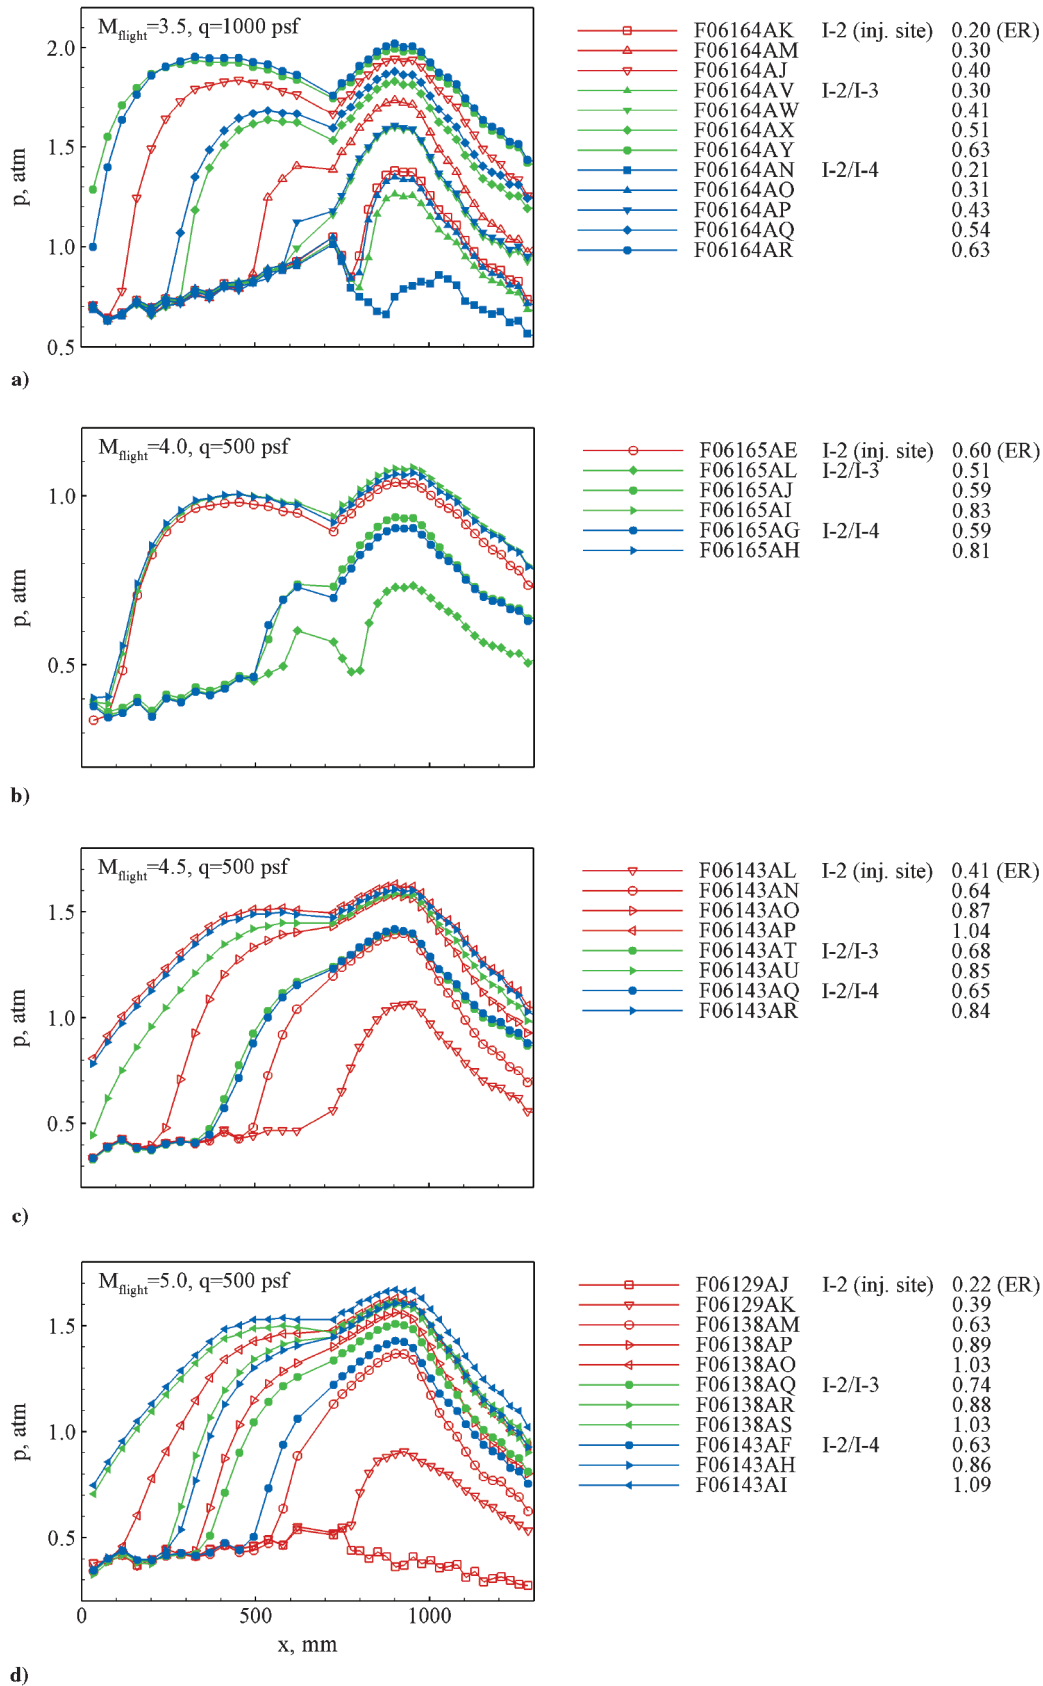 M_flight=3.5, q=1000 psf
2.0
1.5
1.0
0.5
p, atm
F06164AK I-2 (inj. site) 0.20 (ER)
F06164AM 0.30
F06164AJ 0.40
F06164AV I-2/I-3 0.30
F06164AW 0.41
F06164AX 0.51
F06164AY 0.63
F06164AN I-2/I-4 0.21
F06164AO 0.31
F06164AP 0.43
F06164AQ 0.54
F06164AR 0.63
a)
M_flight=4.0, q=500 psf
1.0
0.5
p, atm
F06165AE I-2 (inj. site) 0.60 (ER)
F06165AL I-2/I-3 0.51
F06165AJ 0.59
F06165AI 0.83
F06165AG I-2/I-4 0.59
F06165AH 0.81
b)
M_flight=4.5, q=500 psf
1.5
1.0
0.5
p, atm
F06143AL I-2 (inj. site) 0.41 (ER)
F06143AN 0.64
F06143AO 0.87
F06143AP 1.04
F06143AT I-2/I-3 0.68
F06143AU 0.85
F06143AQ I-2/I-4 0.65
F06143AR 0.84
c)
M_flight=5.0, q=500 psf
1.5
1.0
0.5
p, atm
0 500 1000
x, mm
F06129AJ I-2 (inj. site) 0.22 (ER)
F06129AK 0.39
F06138AM 0.63
F06138AP 0.89
F06138AO 1.03
F06138AQ I-2/I-3 0.74
F06138AR 0.88
F06138AS 1.03
F06143AF I-2/I-4 0.63
F06143AH 0.86
F06143AI 1.09
d)